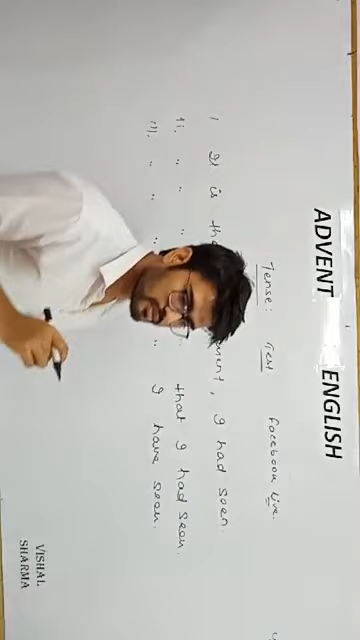 ADVENT ENGLISH
Tense: Test Facebook Live.
1 It is the ment, I had seen.
ii. " " " that I had seen.
iii. " " " " I have seen.
VISHAL
SHARMA